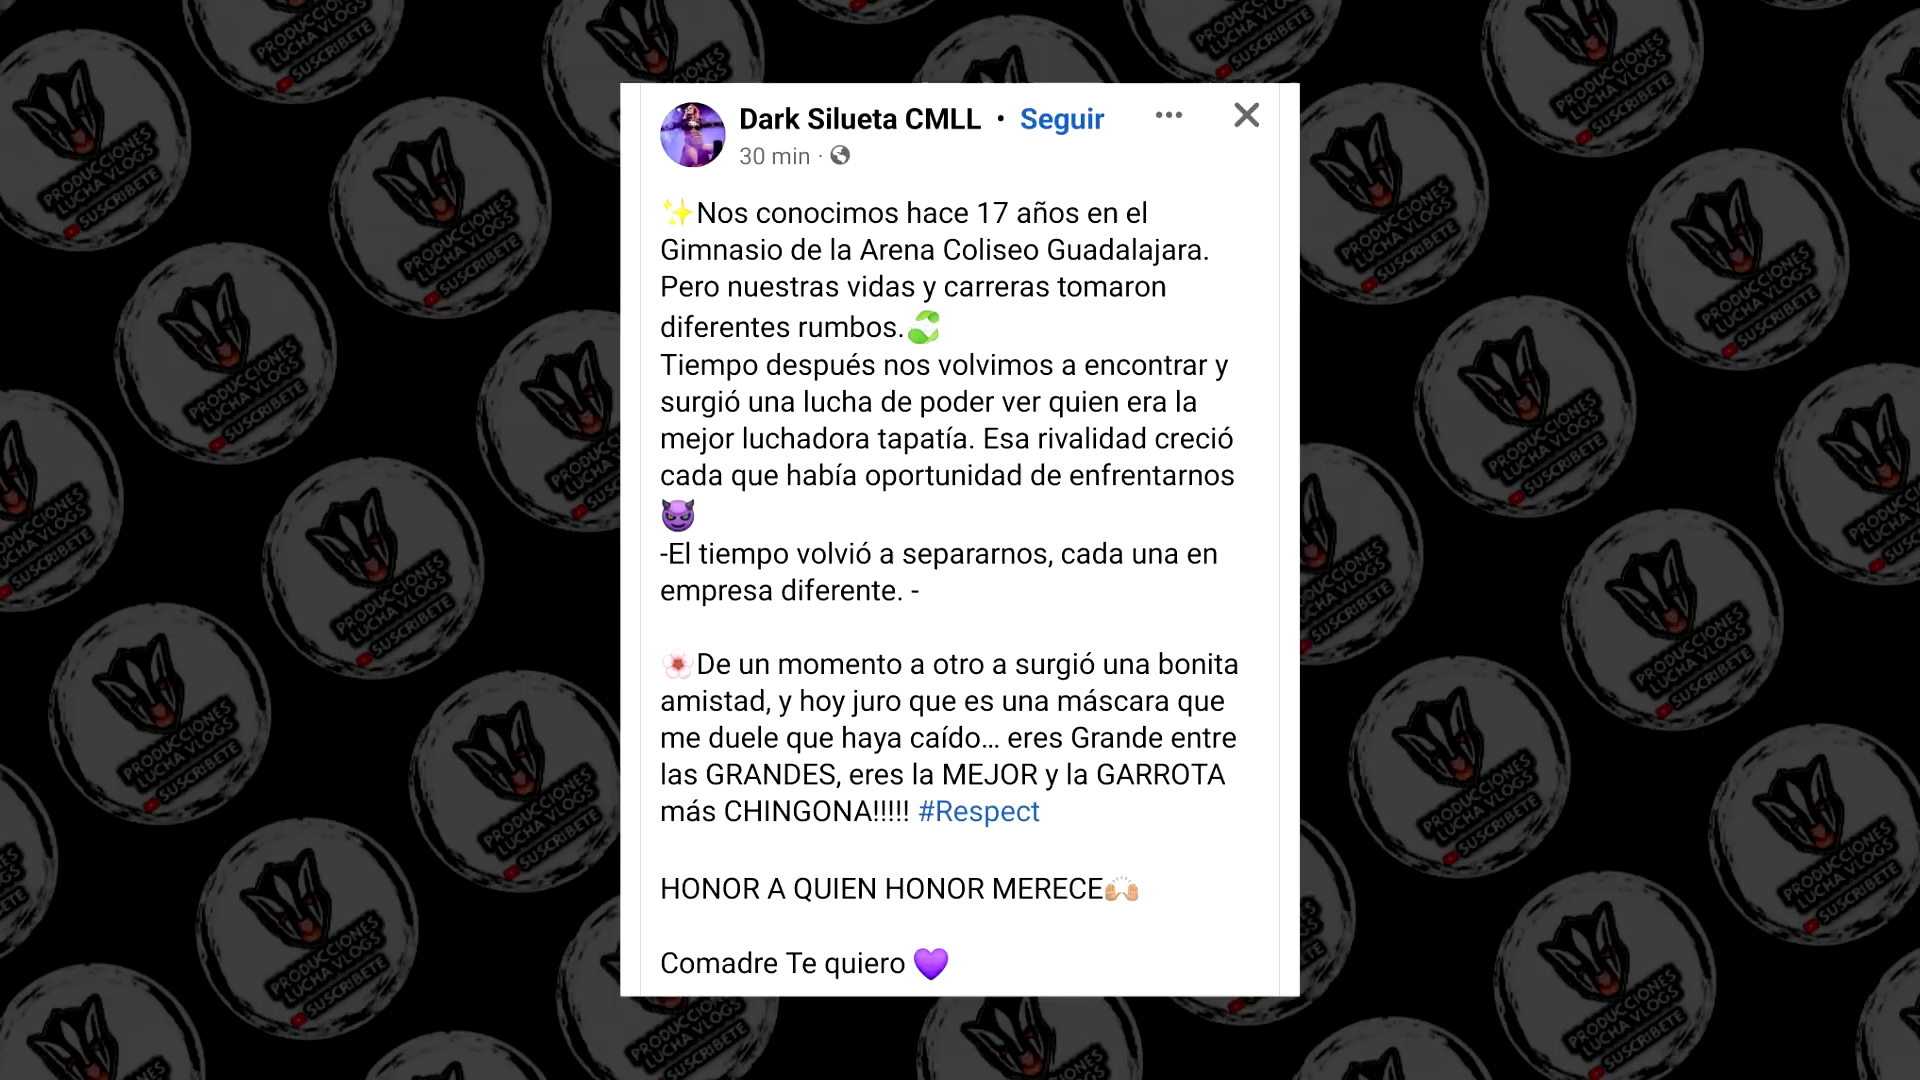 Dark Silueta CMLL • Seguir
30 min ·
✨Nos conocimos hace 17 años en el
Gimnasio de la Arena Coliseo Guadalajara.
Pero nuestras vidas y carreras tomaron
diferentes rumbos.
Tiempo después nos volvimos a encontrar y
surgió una lucha de poder ver quien era la
mejor luchadora tapatía. Esa rivalidad creció
cada que había oportunidad de enfrentarnos
😈
-El tiempo volvió a separarnos, cada una en
empresa diferente. -
🌸De un momento a otro a surgió una bonita
amistad, y hoy juro que es una máscara que
me duele que haya caído... eres Grande entre
las GRANDES, eres la MEJOR y la GARROTA
más CHINGONA!!!!! #Respect
HONOR A QUIEN HONOR MERECE🙌🏼
Comadre Te quiero 💜
PRODUCCIONES
LUCHA VLOGS
SUSCRIBETE